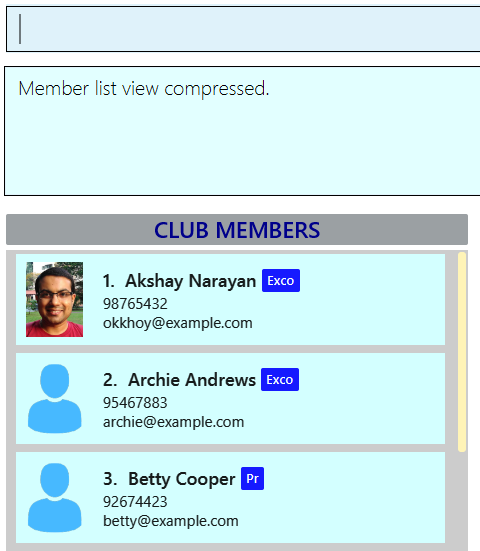 Member list view compressed.
CLUB MEMBERS
1. Akshay Narayan Exco
98765432
okkhoy@example.com
2. Archie Andrews Exco
95467883
archie@example.com
3. Betty Cooper Pr
92674423
betty@example.com